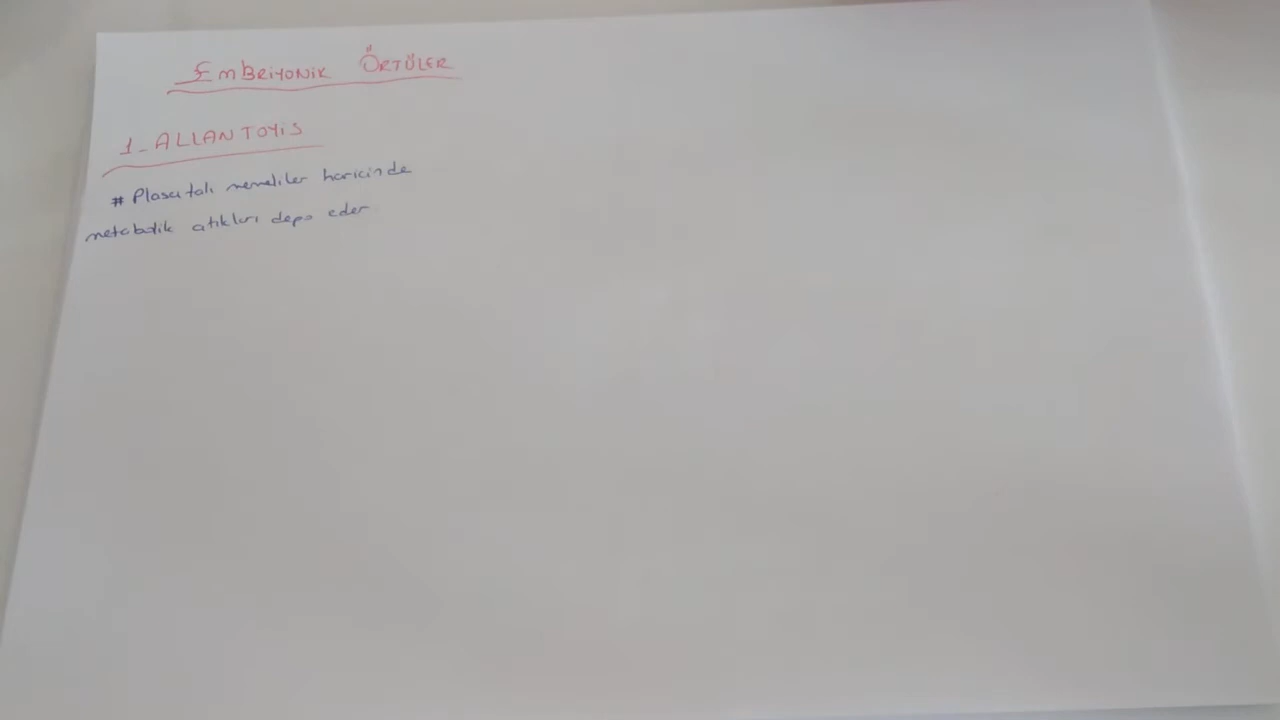 EMBRİYONİK ÖRTÜLER
1- ALLANTOYİS
# Plasentalı memeliler haricinde
metabolik atıkları depo eder